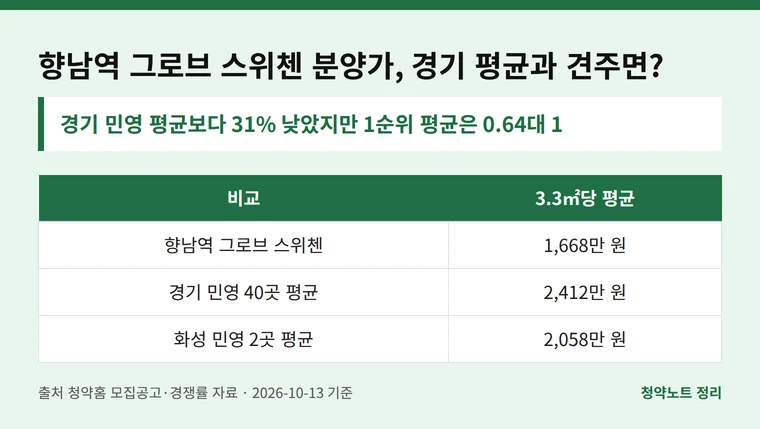 향남역 그로브 스위첸 분양가, 경기 평균과 견주면?
경기 민영 평균보다 31% 낮았지만 1순위 평균은 0.64대 1
비교 3.3㎡당 평균
향남역 그로브 스위첸 1,668만 원
경기 민영 40곳 평균 2,412만 원
화성 민영 2곳 평균 2,058만 원
출처 청약홈 모집공고·경쟁률 자료 · 2026-10-13 기준 청약노트 정리